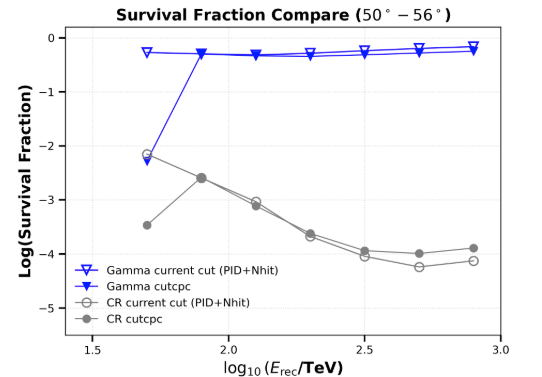 Survival Fraction Compare (50° − 56°)
Log(Survival Fraction)
0
−1
−2
−3
−4
−5
Gamma current cut (PID+Nhit)
Gamma cutcpc
CR current cut (PID+Nhit)
CR cutcpc
1.5 2.0 2.5 3.0
log₁₀ (E_rec/TeV)